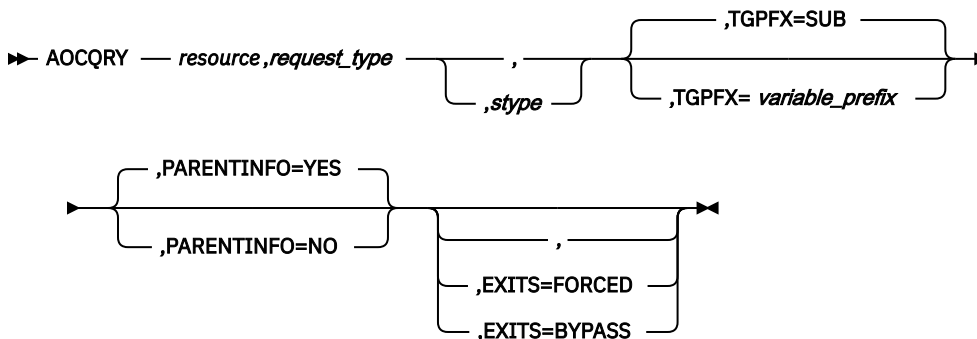 ,TGPFX=SUB
AOCQRY resource ,request_type ,
,stype ,TGPFX= variable_prefix
,PARENTINFO=YES
,PARENTINFO=NO ,
,EXITS=FORCED
,EXITS=BYPASS